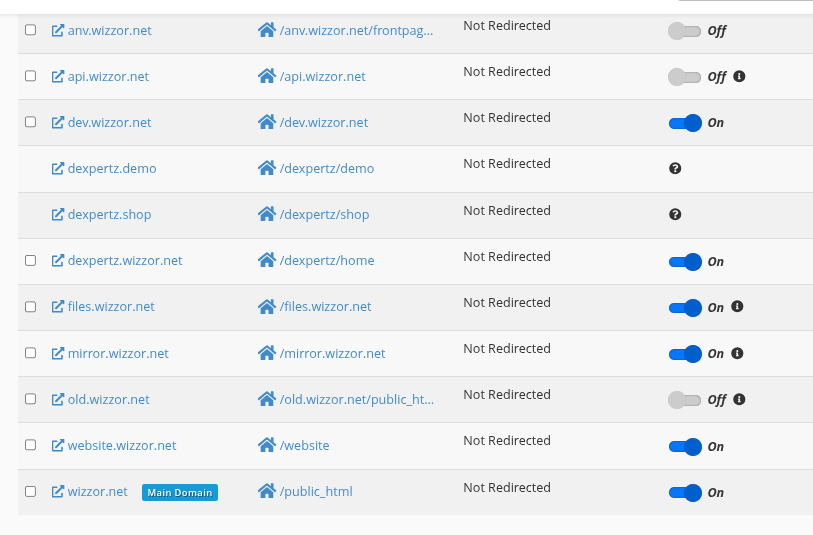 anv.wizzor.net /anv.wizzor.net/frontpag... Not Redirected Off
api.wizzor.net /api.wizzor.net Not Redirected Off
dev.wizzor.net /dev.wizzor.net Not Redirected On
dexpertz.demo /dexpertz/demo Not Redirected
dexpertz.shop /dexpertz/shop Not Redirected
dexpertz.wizzor.net /dexpertz/home Not Redirected On
files.wizzor.net /files.wizzor.net Not Redirected On
mirror.wizzor.net /mirror.wizzor.net Not Redirected On
old.wizzor.net /old.wizzor.net/public_ht... Not Redirected Off
website.wizzor.net /website Not Redirected On
wizzor.net Main Domain /public_html Not Redirected On